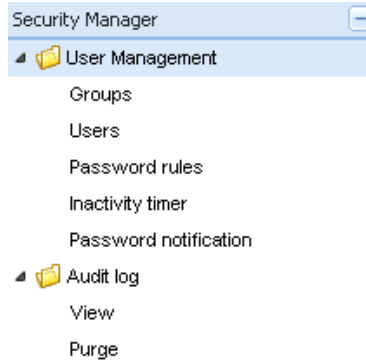 Security Manager
User Management
Groups
Users
Password rules
Inactivity timer
Password notification
Audit log
View
Purge